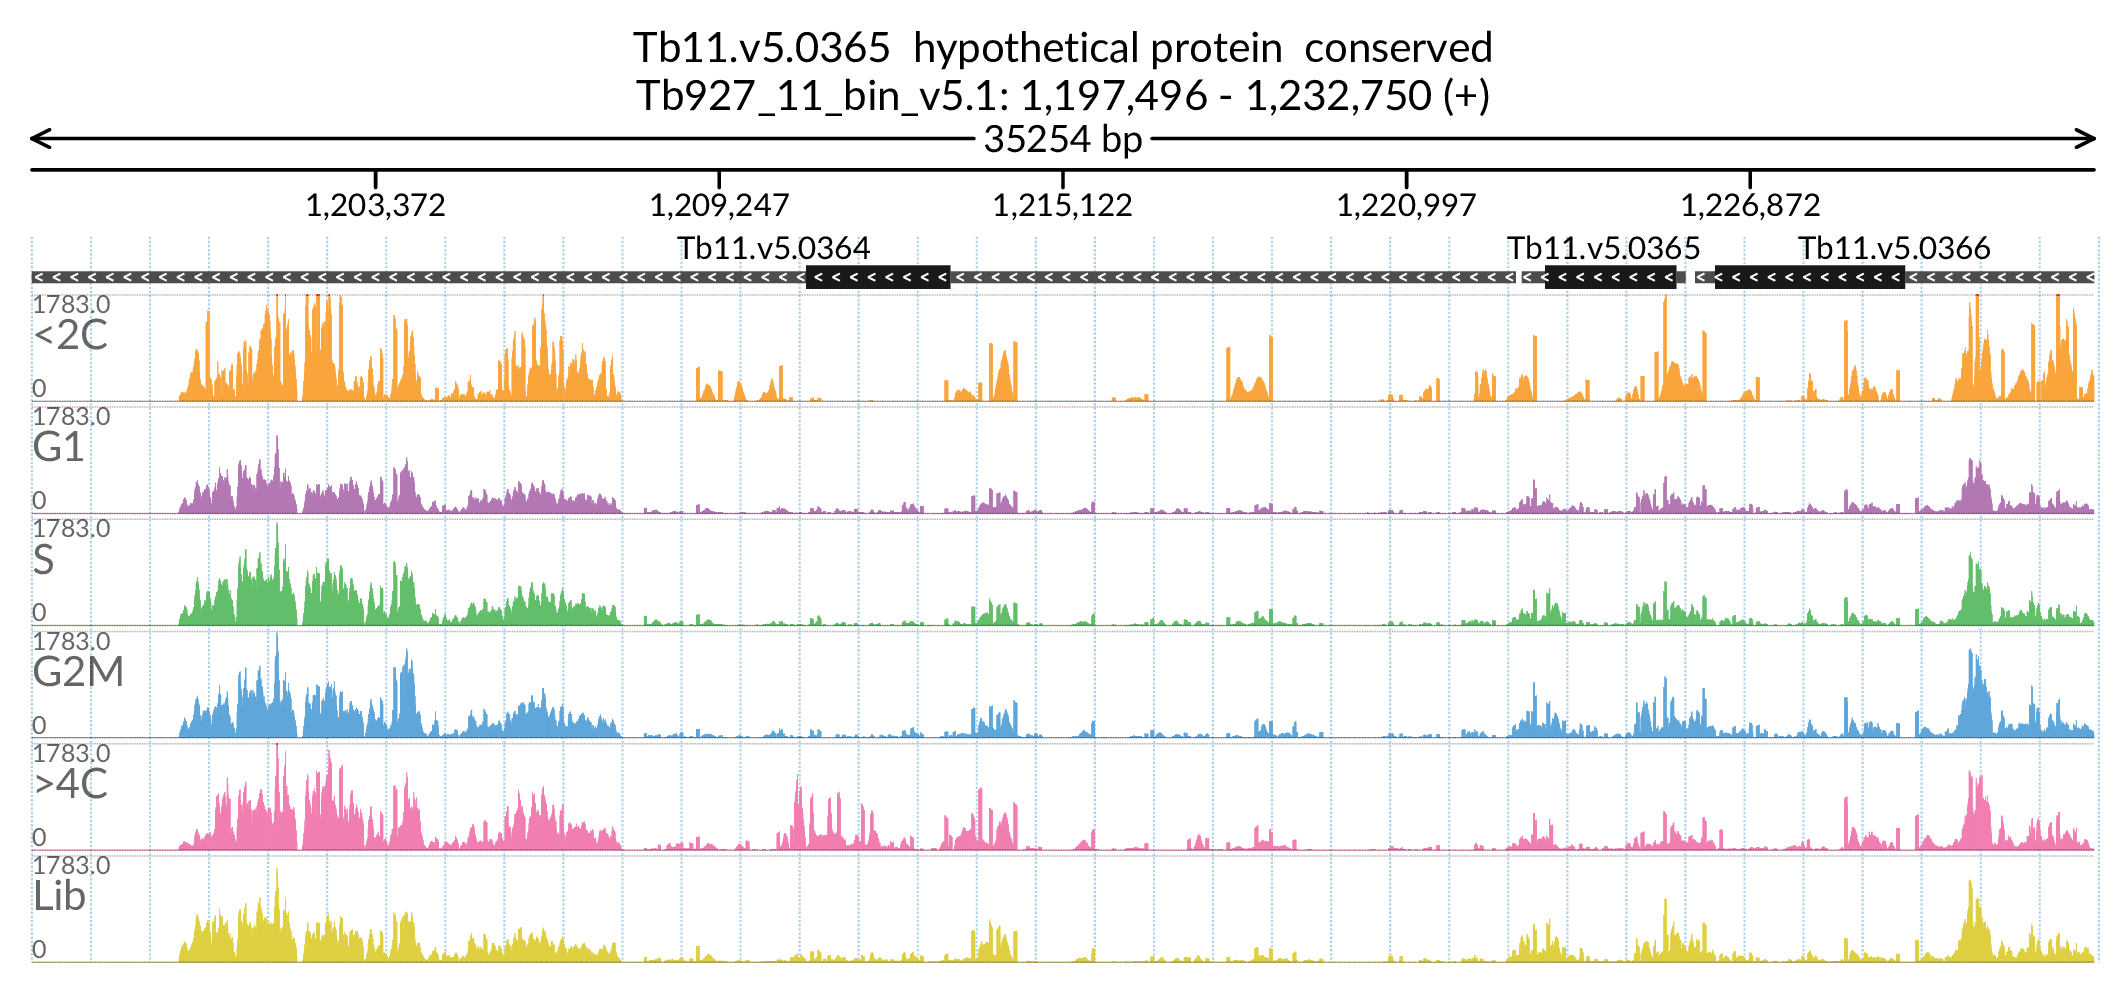 Tb11.v5.0365 hypothetical protein conserved
Tb927_11_bin_v5.1: 1,197,496 - 1,232,750 (+)
35254 bp
1,203,372 1,209,247 1,215,122 1,220,997 1,226,872
Tb11.v5.0364 Tb11.v5.0365 Tb11.v5.0366
1783.0
<2C
0
1783.0
G1
0
1783.0
S
0
1783.0
G2M
0
1783.0
>4C
0
1783.0
Lib
0